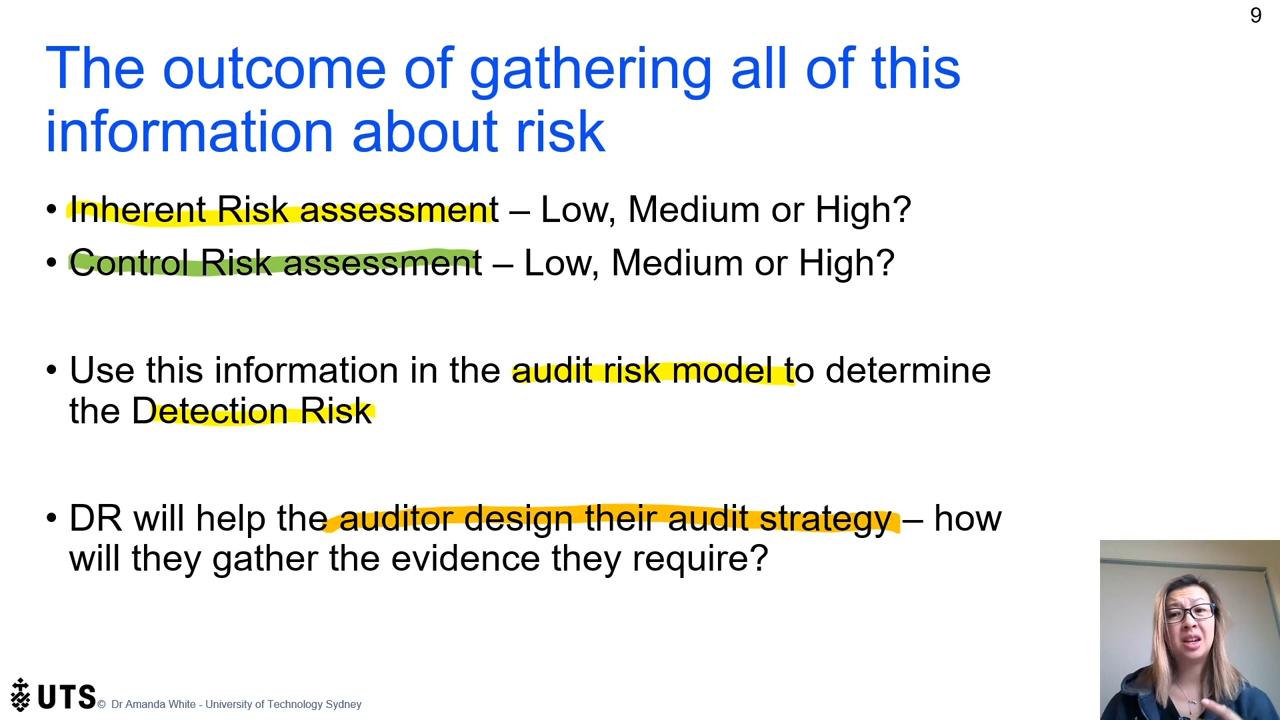 9
The outcome of gathering all of this
information about risk
• Inherent Risk assessment – Low, Medium or High?
• Control Risk assessment – Low, Medium or High?
• Use this information in the audit risk model to determine
the Detection Risk
• DR will help the auditor design their audit strategy – how
will they gather the evidence they require?
UTS © Dr Amanda White - University of Technology Sydney